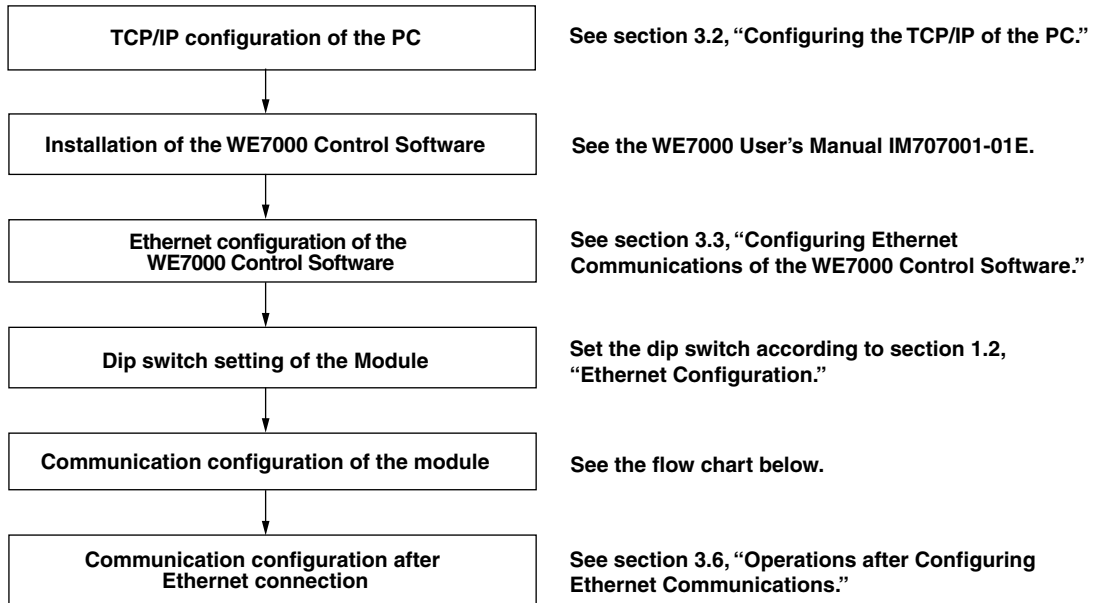 TCP/IP configuration of the PC
See section 3.2, “Configuring the TCP/IP of the PC.”
Installation of the WE7000 Control Software
See the WE7000 User’s Manual IM707001-01E.
Ethernet configuration of the
WE7000 Control Software
See section 3.3, “Configuring Ethernet
Communications of the WE7000 Control Software.”
Dip switch setting of the Module
Set the dip switch according to section 1.2,
“Ethernet Configuration.”
Communication configuration of the module
See the flow chart below.
Communication configuration after
Ethernet connection
See section 3.6, “Operations after Configuring
Ethernet Communications.”